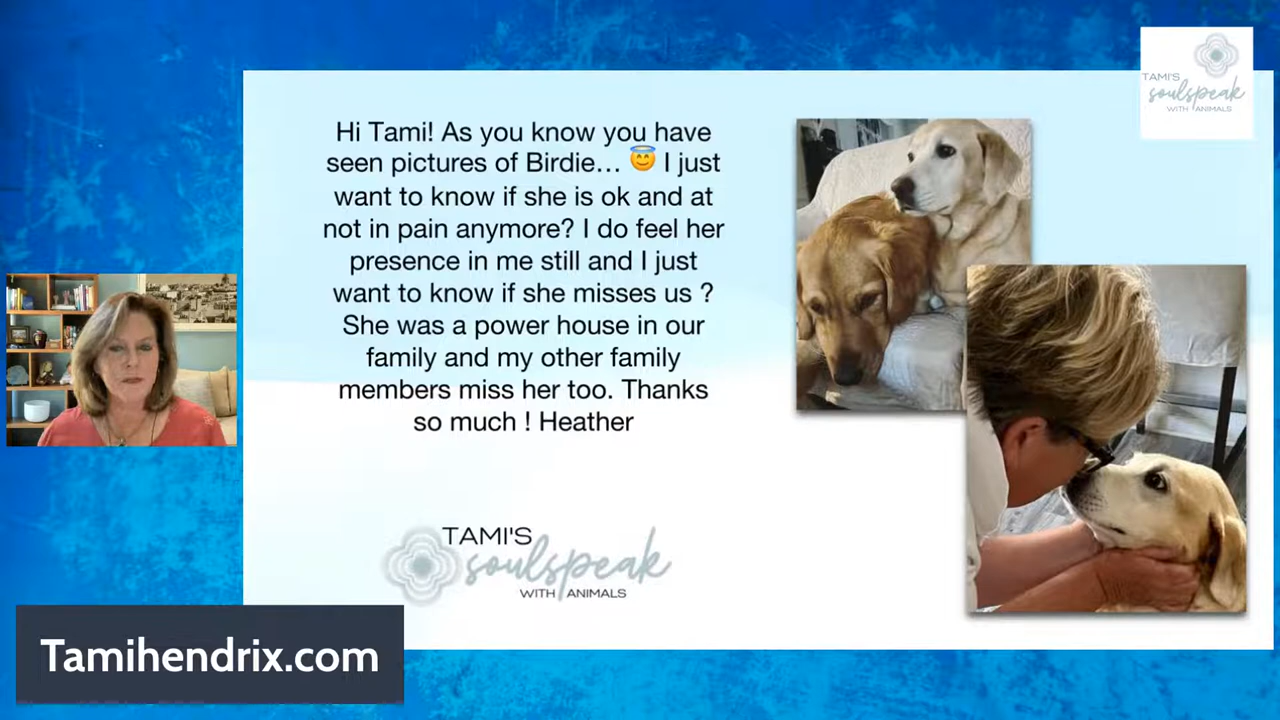 TAMI'S
soulspeak
WITH ANIMALS
Hi Tami! As you know you have
seen pictures of Birdie... 😇 I just
want to know if she is ok and at
not in pain anymore? I do feel her
presence in me still and I just
want to know if she misses us ?
She was a power house in our
family and my other family
members miss her too. Thanks
so much ! Heather
TAMI'S
soulspeak
WITH ANIMALS
Tamihendrix.com